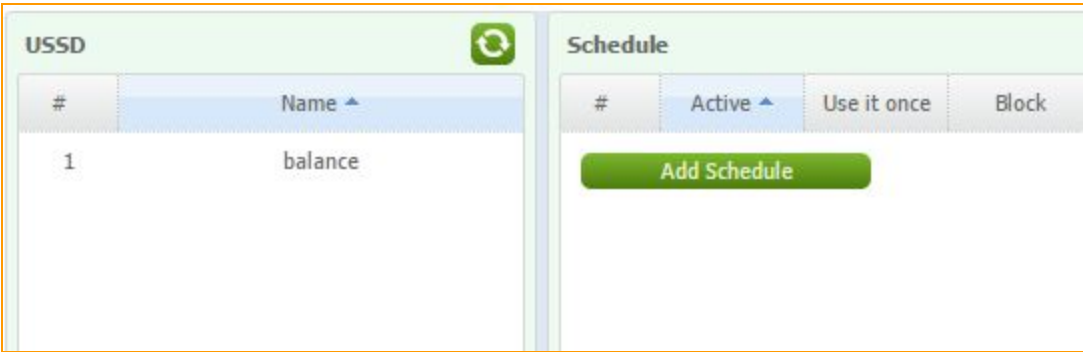 USSD
# Name
1 balance
Schedule
# Active Use it once Block
Add Schedule